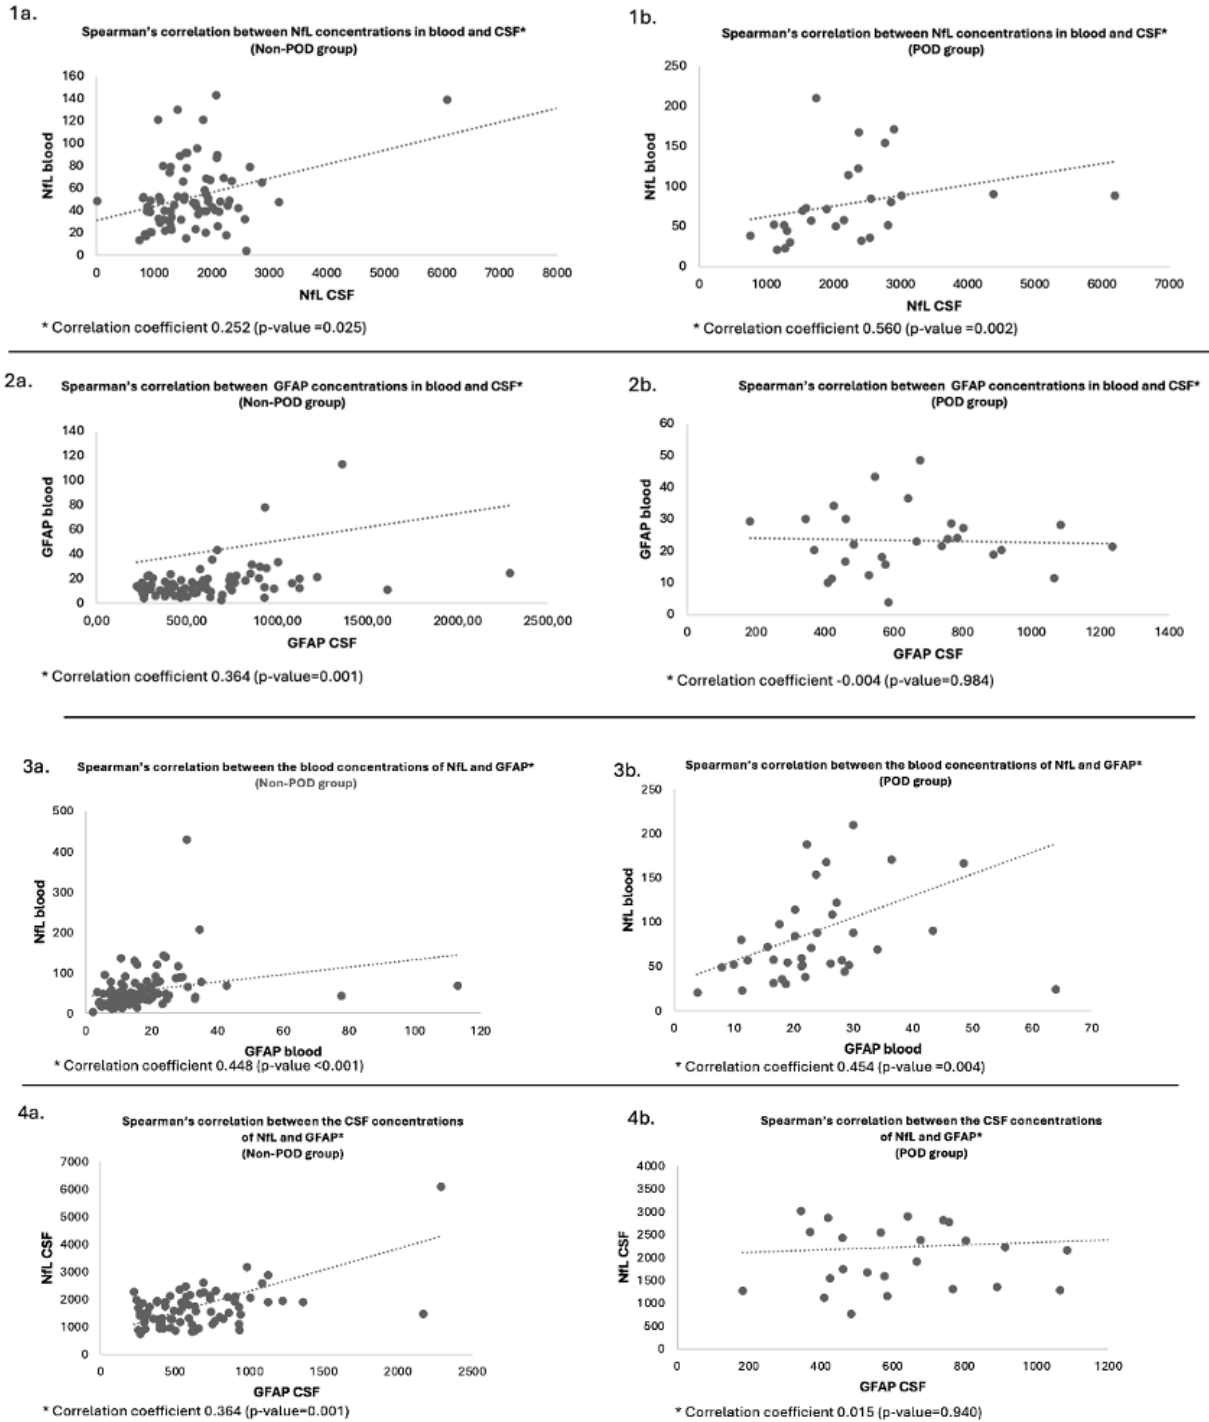 1a.
Spearman's correlation between NfL concentrations in blood and CSF*
(Non-POD group)
160
140
120
100
80
60
40
20
0
NfL blood
0 1000 2000 3000 4000 5000 6000 7000 8000
NfL CSF
* Correlation coefficient 0.252 (p-value =0.025)
1b.
Spearman's correlation between NfL concentrations in blood and CSF*
(POD group)
250
200
150
100
50
0
NfL blood
0 1000 2000 3000 4000 5000 6000 7000
NfL CSF
* Correlation coefficient 0.560 (p-value =0.002)
2a.
Spearman's correlation between GFAP concentrations in blood and CSF*
(Non-POD group)
140
120
100
80
60
40
20
0
GFAP blood
0,00 500,00 1000,00 1500,00 2000,00 2500,00
GFAP CSF
* Correlation coefficient 0.364 (p-value=0.001)
2b.
Spearman's correlation between GFAP concentrations in blood and CSF*
(POD group)
60
50
40
30
20
10
0
GFAP blood
0 200 400 600 800 1000 1200 1400
GFAP CSF
* Correlation coefficient -0.004 (p-value=0.984)
3a.
Spearman's correlation between the blood concentrations of NfL and GFAP*
(Non-POD group)
500
400
300
200
100
0
NfL blood
0 20 40 60 80 100 120
GFAP blood
* Correlation coefficient 0.448 (p-value <0.001)
3b.
Spearman's correlation between the blood concentrations of NfL and GFAP*
(POD group)
250
200
150
100
50
0
NfL blood
0 10 20 30 40 50 60 70
GFAP blood
* Correlation coefficient 0.454 (p-value =0.004)
4a.
Spearman's correlation between the CSF concentrations
of NfL and GFAP*
(Non-POD group)
7000
6000
5000
4000
3000
2000
1000
0
NfL CSF
0 500 1000 1500 2000 2500
GFAP CSF
* Correlation coefficient 0.364 (p-value=0.001)
4b.
Spearman's correlation between the CSF concentrations
of NfL and GFAP*
(POD group)
4000
3500
3000
2500
2000
1500
1000
500
0
NfL CSF
0 200 400 600 800 1000 1200
GFAP CSF
* Correlation coefficient 0.015 (p-value=0.940)